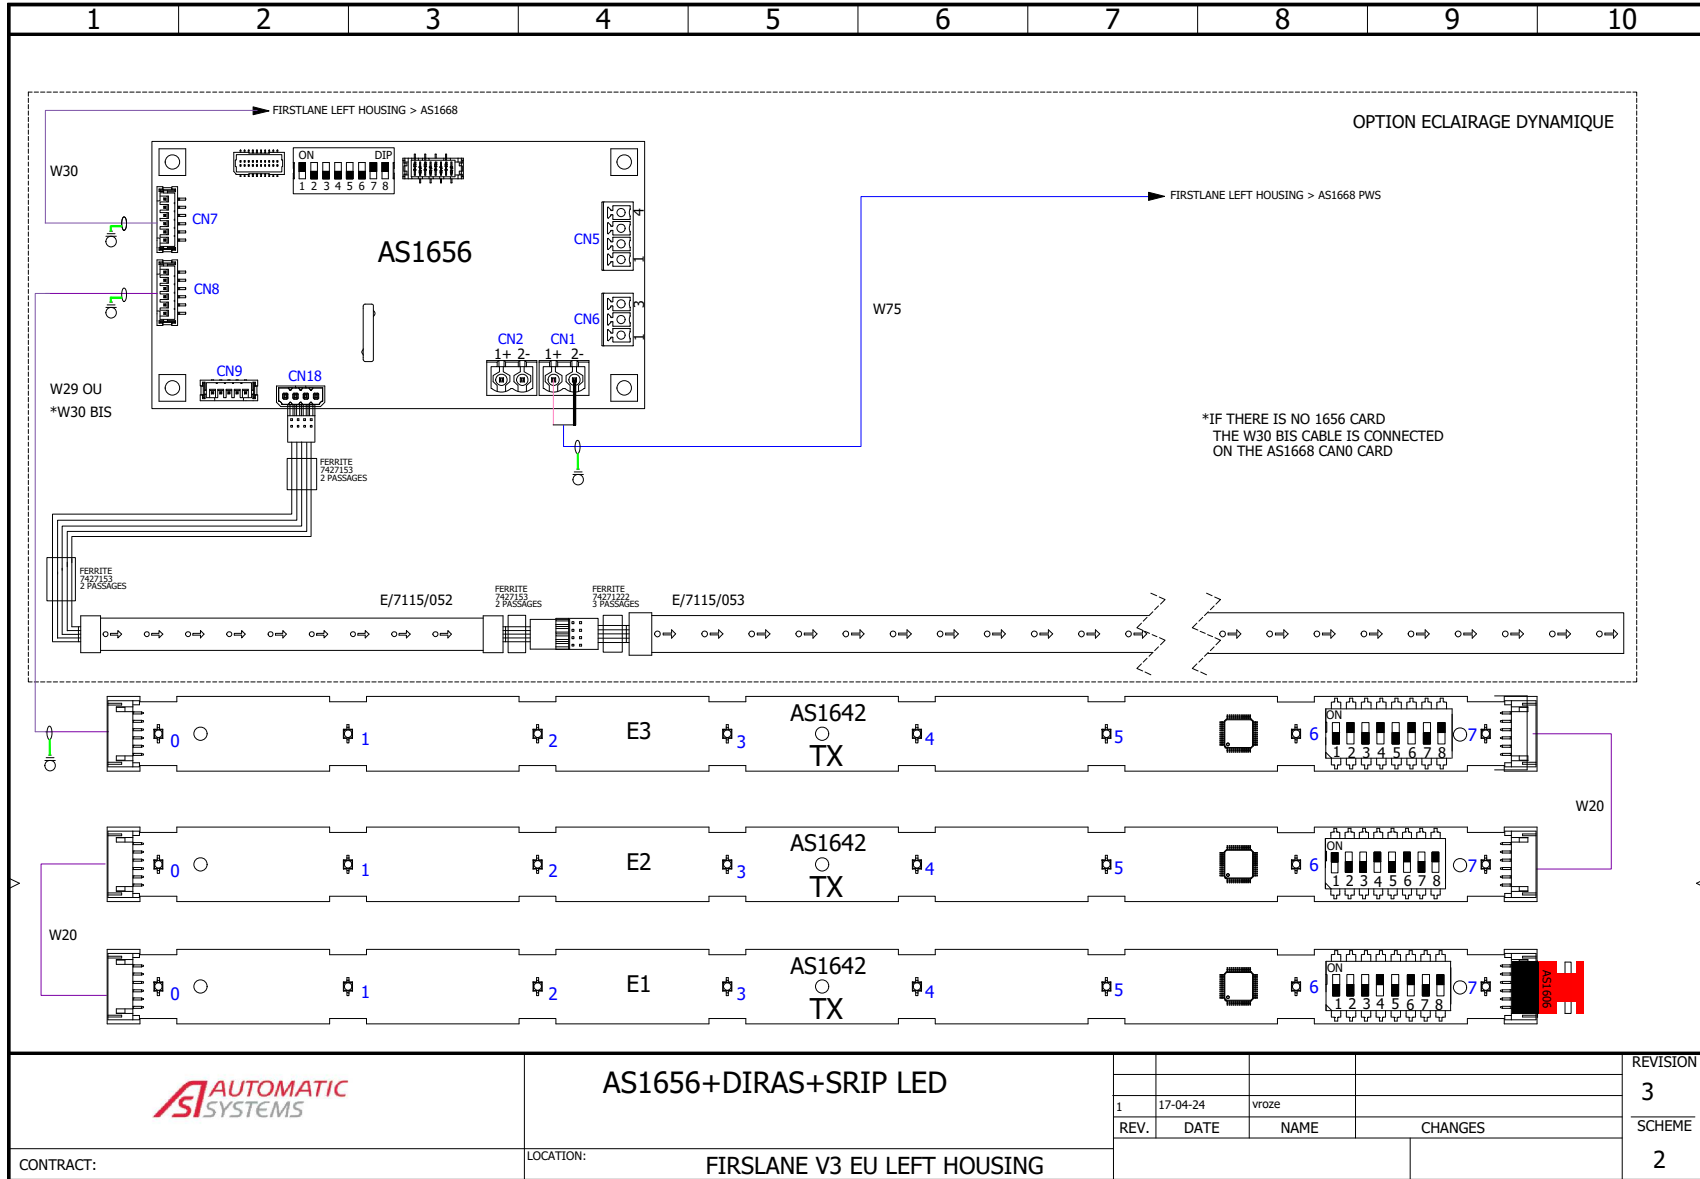 1 2 3 4 5 6 7 8 9 10
FIRSTLANE LEFT HOUSING > AS1668
OPTION ECLAIRAGE DYNAMIQUE
W30
ON DIP
1 2 3 4 5 6 7 8
FIRSTLANE LEFT HOUSING > AS1668 PWS
CN7
AS1656
CN5
4
1
CN8
CN6
3
1
W75
CN2
1+ 2-
CN1
1+ 2-
CN9
CN18
W29 OU
*W30 BIS
*IF THERE IS NO 1656 CARD
THE W30 BIS CABLE IS CONNECTED
ON THE AS1668 CAN0 CARD
FERRITE
7427153
2 PASSAGES
FERRITE
7427153
2 PASSAGES
E/7115/052
FERRITE
7427153
2 PASSAGES
FERRITE
74271222
3 PASSAGES
E/7115/053
AS1642
TX
E3
0 1 2 3 4 5 6 7
ON
1 2 3 4 5 6 7 8
W20
AS1642
TX
E2
0 1 2 3 4 5 6 7
ON
1 2 3 4 5 6 7 8
W20
AS1642
TX
E1
0 1 2 3 4 5 6 7
ON
1 2 3 4 5 6 7 8
AS1606
AUTOMATIC
SYSTEMS
AS1656+DIRAS+SRIP LED
1 17-04-24 vroze
REV. DATE NAME CHANGES
REVISION
3
SCHEME
2
CONTRACT:
LOCATION:
FIRSLANE V3 EU LEFT HOUSING